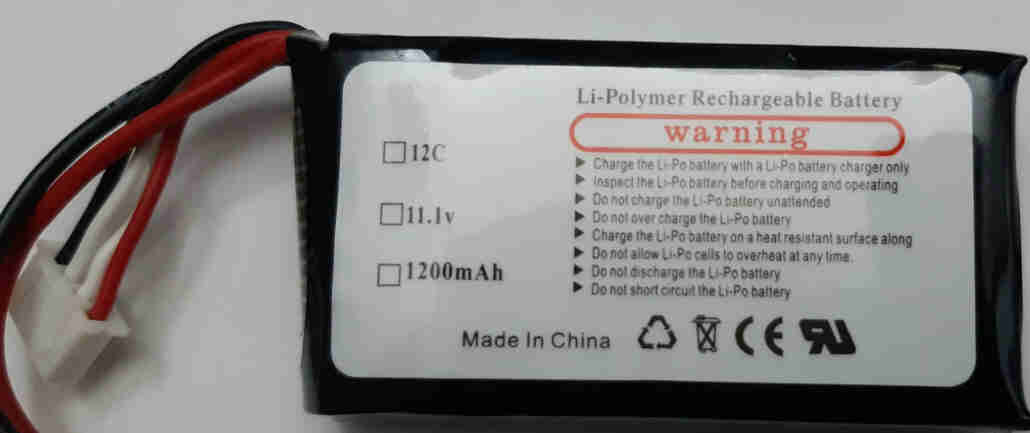 Li-Polymer Rechargeable Battery
warning
12C
11.1v
1200mAh
Charge the Li-Po battery with a Li-Po battery charger only
Inspect the Li-Po battery before charging and operating
Do not charge the Li-Po battery unattended
Do not over charge the Li-Po battery
Charge the Li-Po battery on a heat resistant surface along
Do not allow Li-Po cells to overheat at any time.
Do not discharge the Li-Po battery
Do not short circuit the Li-Po battery
Made In China
CE